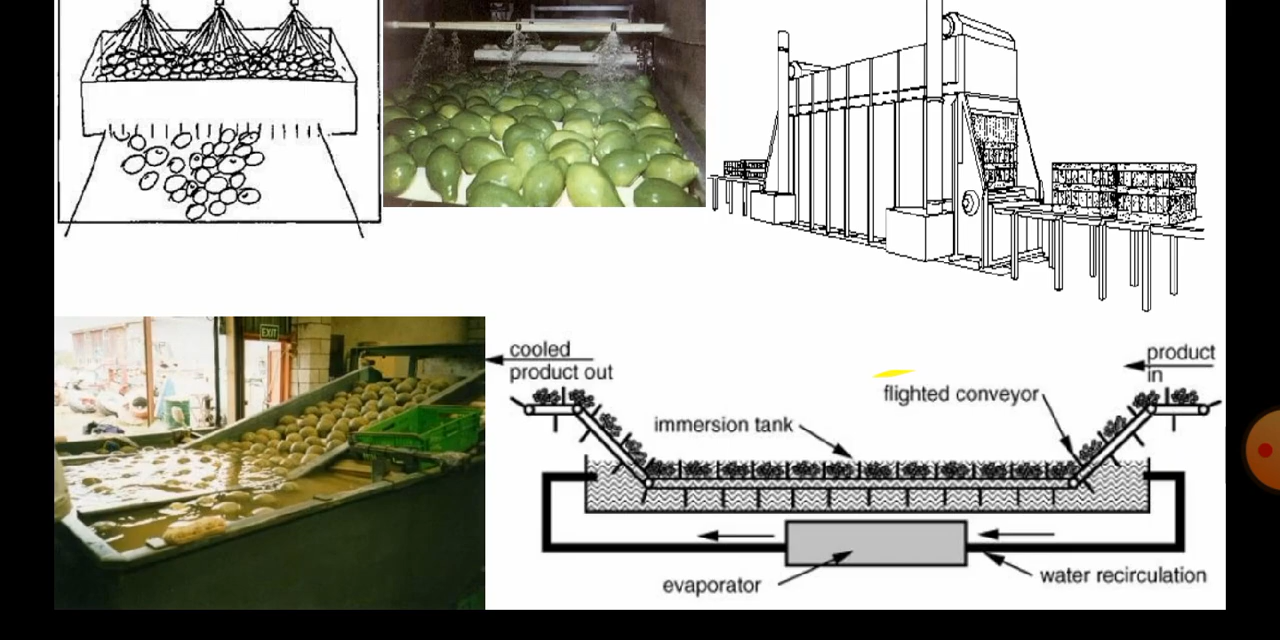 EXIT
cooled
product out
product
in
flighted conveyor
immersion tank
evaporator
water recirculation